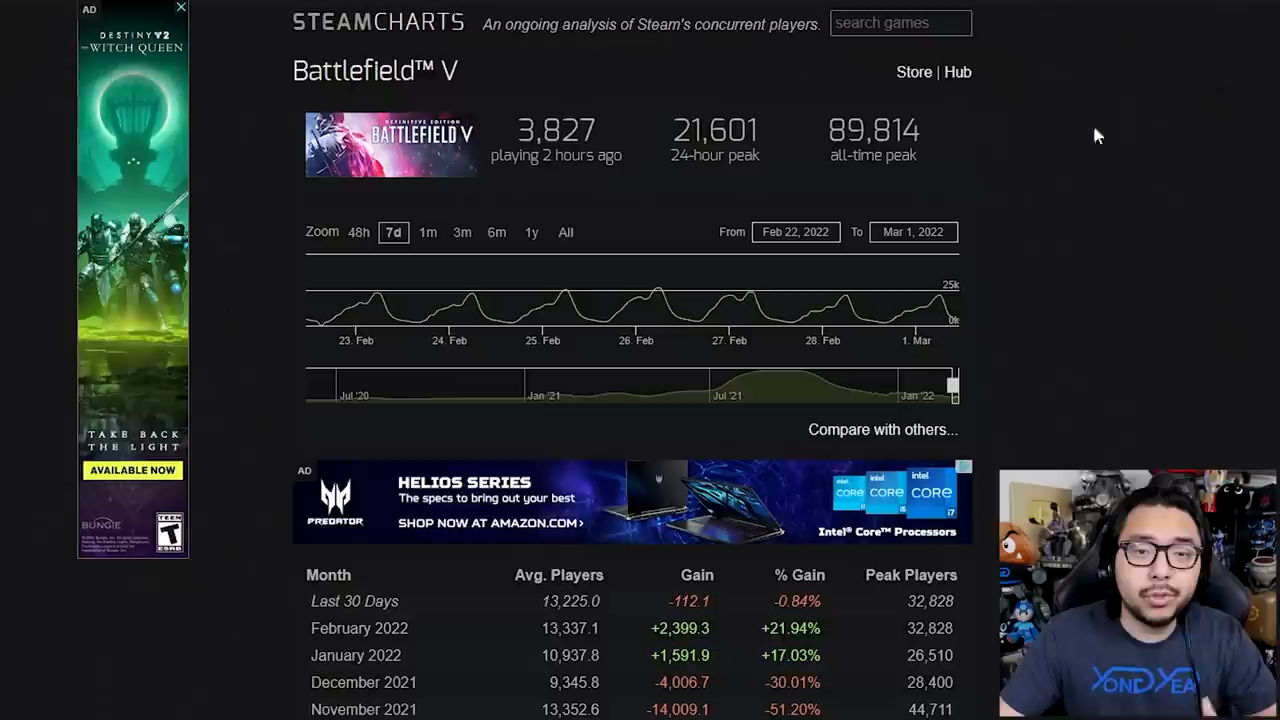 AD
DESTINY 2
THE WITCH QUEEN
TAKE BACK
THE LIGHT
AVAILABLE NOW
BUNGIE
TEEN
T
ESRB
STEAMCHARTS
An ongoing analysis of Steam's concurrent players.
search games
Battlefield™ V
Store | Hub
DEFINITIVE EDITION
BATTLEFIELD V
3,827
playing 2 hours ago
21,601
24-hour peak
89,814
all-time peak
Zoom 48h 7d 1m 3m 6m 1y All
From Feb 22, 2022 To Mar 1, 2022
25k
0k
23. Feb 24. Feb 25. Feb 26. Feb 27. Feb 28. Feb 1. Mar
Jul '20 Jan '21 Jul '21 Jan '22
Compare with others...
AD
PREDATOR
HELIOS SERIES
The specs to bring out your best
SHOP NOW AT AMAZON.COM ›
intel. CORE
intel. CORE i5
intel. CORE i7
Intel® Core™ Processors
Month Avg. Players Gain % Gain Peak Players
Last 30 Days 13,225.0 -112.1 -0.84% 32,828
February 2022 13,337.1 +2,399.3 +21.94% 32,828
January 2022 10,937.8 +1,591.9 +17.03% 26,510
December 2021 9,345.8 -4,006.7 -30.01% 28,400
November 2021 13,352.6 -14,009.1 -51.20% 44,711
YONGYEA